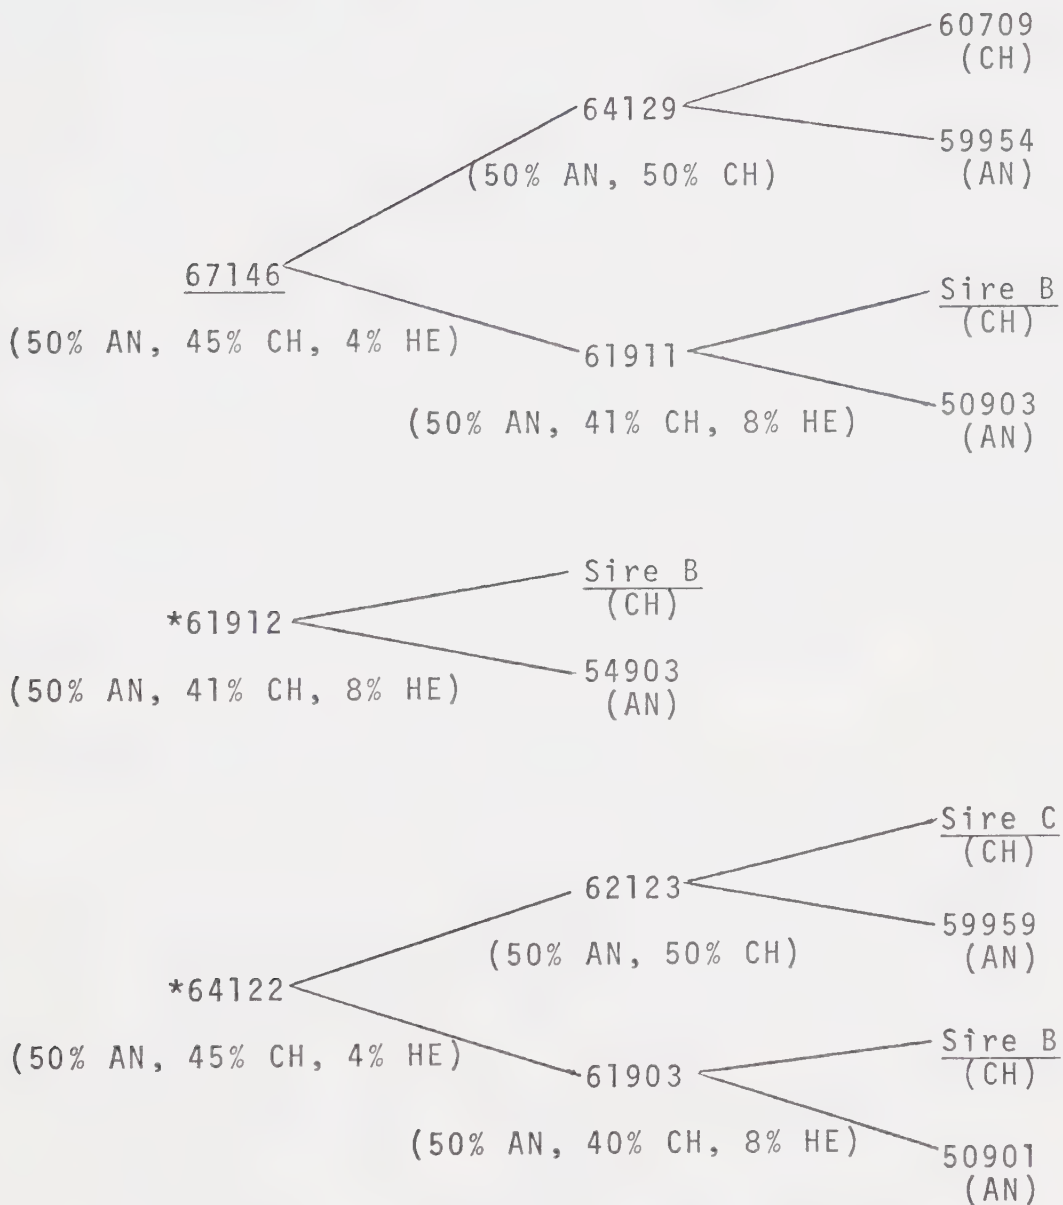 60709
(CH)
64129
59954
(AN)
(50% AN, 50% CH)
67146
Sire B
(CH)
(50% AN, 45% CH, 4% HE)
61911
50903
(AN)
(50% AN, 41% CH, 8% HE)
Sire B
(CH)
*61912
54903
(AN)
(50% AN, 41% CH, 8% HE)
Sire C
(CH)
62123
59959
(AN)
(50% AN, 50% CH)
*64122
Sire B
(CH)
(50% AN, 45% CH, 4% HE)
61903
50901
(AN)
(50% AN, 40% CH, 8% HE)